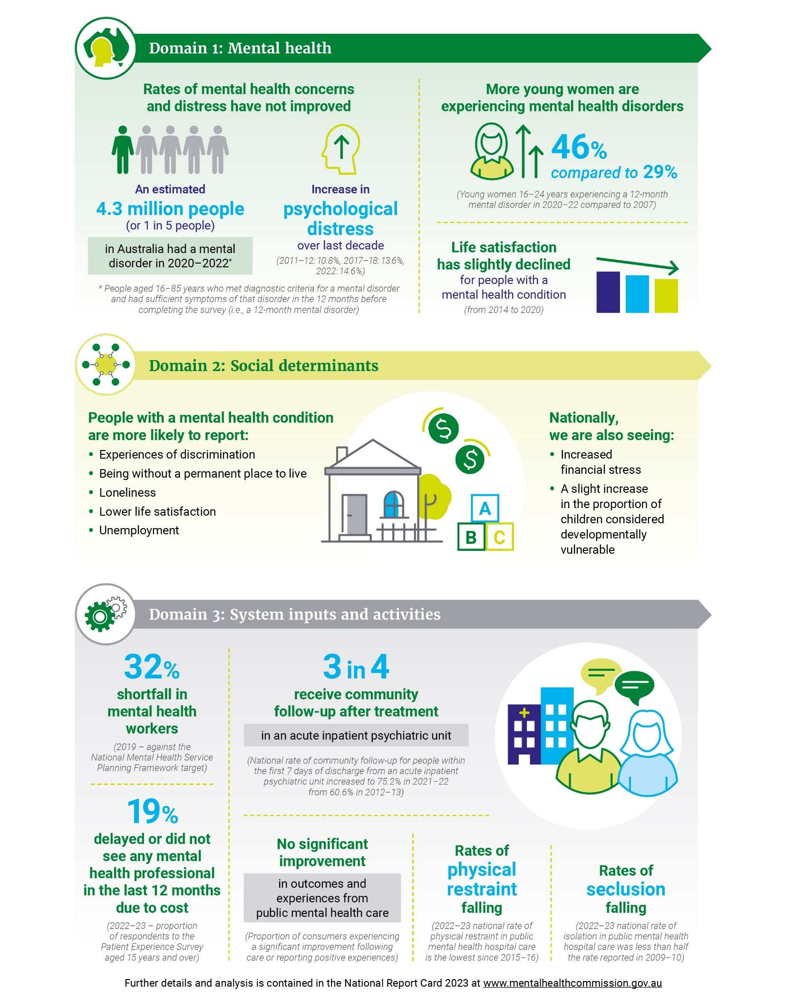 Domain 1: Mental health
Rates of mental health concerns
and distress have not improved
An estimated
4.3 million people
(or 1 in 5 people)
in Australia had a mental
disorder in 2020–2022*
Increase in
psychological
distress
over last decade
(2011–12: 10.8%, 2017–18: 13.6%,
2022: 14.6%)
* People aged 16–85 years who met diagnostic criteria for a mental disorder
and had sufficient symptoms of that disorder in the 12 months before
completing the survey (i.e., a 12-month mental disorder)
More young women are
experiencing mental health disorders
46%
compared to 29%
(Young women 16–24 years experiencing a 12-month
mental disorder in 2020–22 compared to 2007)
Life satisfaction
has slightly declined
for people with a
mental health condition
(from 2014 to 2020)
Domain 2: Social determinants
People with a mental health condition
are more likely to report:
• Experiences of discrimination
• Being without a permanent place to live
• Loneliness
• Lower life satisfaction
• Unemployment
$
$
A
B C
Nationally,
we are also seeing:
• Increased
financial stress
• A slight increase
in the proportion of
children considered
developmentally
vulnerable
Domain 3: System inputs and activities
32%
shortfall in
mental health
workers
(2019 – against the
National Mental Health Service
Planning Framework target)
19%
delayed or did not
see any mental
health professional
in the last 12 months
due to cost
(2022–23 – proportion
of respondents to the
Patient Experience Survey
aged 15 years and over)
3 in 4
receive community
follow-up after treatment
in an acute inpatient psychiatric unit
(National rate of community follow-up for people within
the first 7 days of discharge from an acute inpatient
psychiatric unit increased to 75.2% in 2021–22
from 60.6% in 2012–13)
No significant
improvement
in outcomes and
experiences from
public mental health care
(Proportion of consumers experiencing
a significant improvement following
care or reporting positive experiences)
Rates of
physical
restraint
falling
(2022–23 national rate of
physical restraint in public
mental health hospital care
is the lowest since 2015–16)
Rates of
seclusion
falling
(2022–23 national rate of
isolation in public mental health
hospital care was less than half
the rate reported in 2009–10)
Further details and analysis is contained in the National Report Card 2023 at www.mentalhealthcommission.gov.au